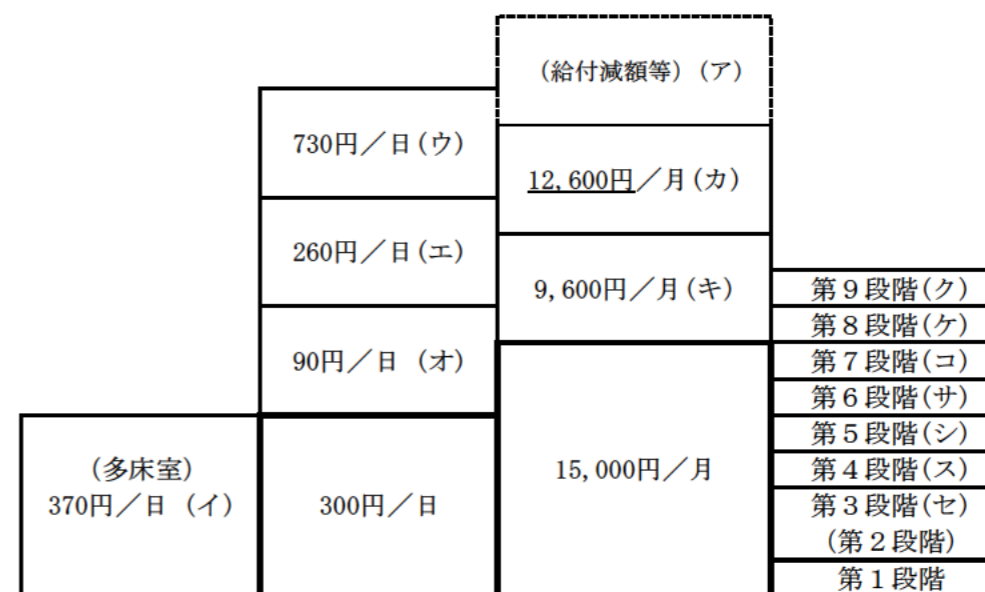 (多床室)
370円/日 (イ)
730円/日(ウ)
260円/日(エ)
90円/日 (オ)
300円/日
(給付減額等)(ア)
12,600円/月(カ)
9,600円/月(キ)
15,000円/月
第9段階(ク)
第8段階(ケ)
第7段階(コ)
第6段階(サ)
第5段階(シ)
第4段階(ス)
第3段階(セ)
(第2段階)
第1段階